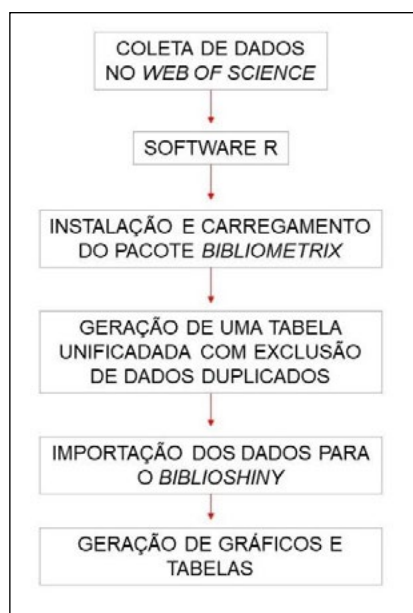 COLETA DE DADOS
NO WEB OF SCIENCE
SOFTWARE R
INSTALAÇÃO E CARREGAMENTO
DO PACOTE BIBLIOMETRIX
GERAÇÃO DE UMA TABELA
UNIFICADADA COM EXCLUSÃO
DE DADOS DUPLICADOS
IMPORTAÇÃO DOS DADOS PARA
O BIBLIOSHINY
GERAÇÃO DE GRÁFICOS E
TABELAS